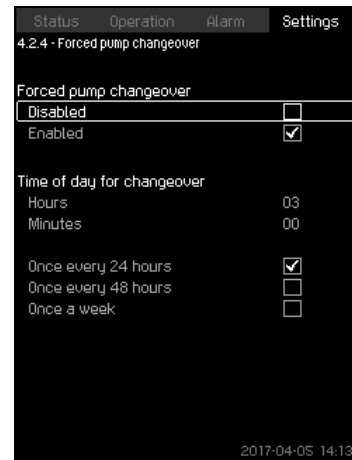 Status Operation Alarm Settings
4.2.4 - Forced pump changeover
Forced pump changeover
Disabled
Enabled
Time of day for changeover
Hours 03
Minutes 00
Once every 24 hours
Once every 48 hours
Once a week
2017-04-05 14:13